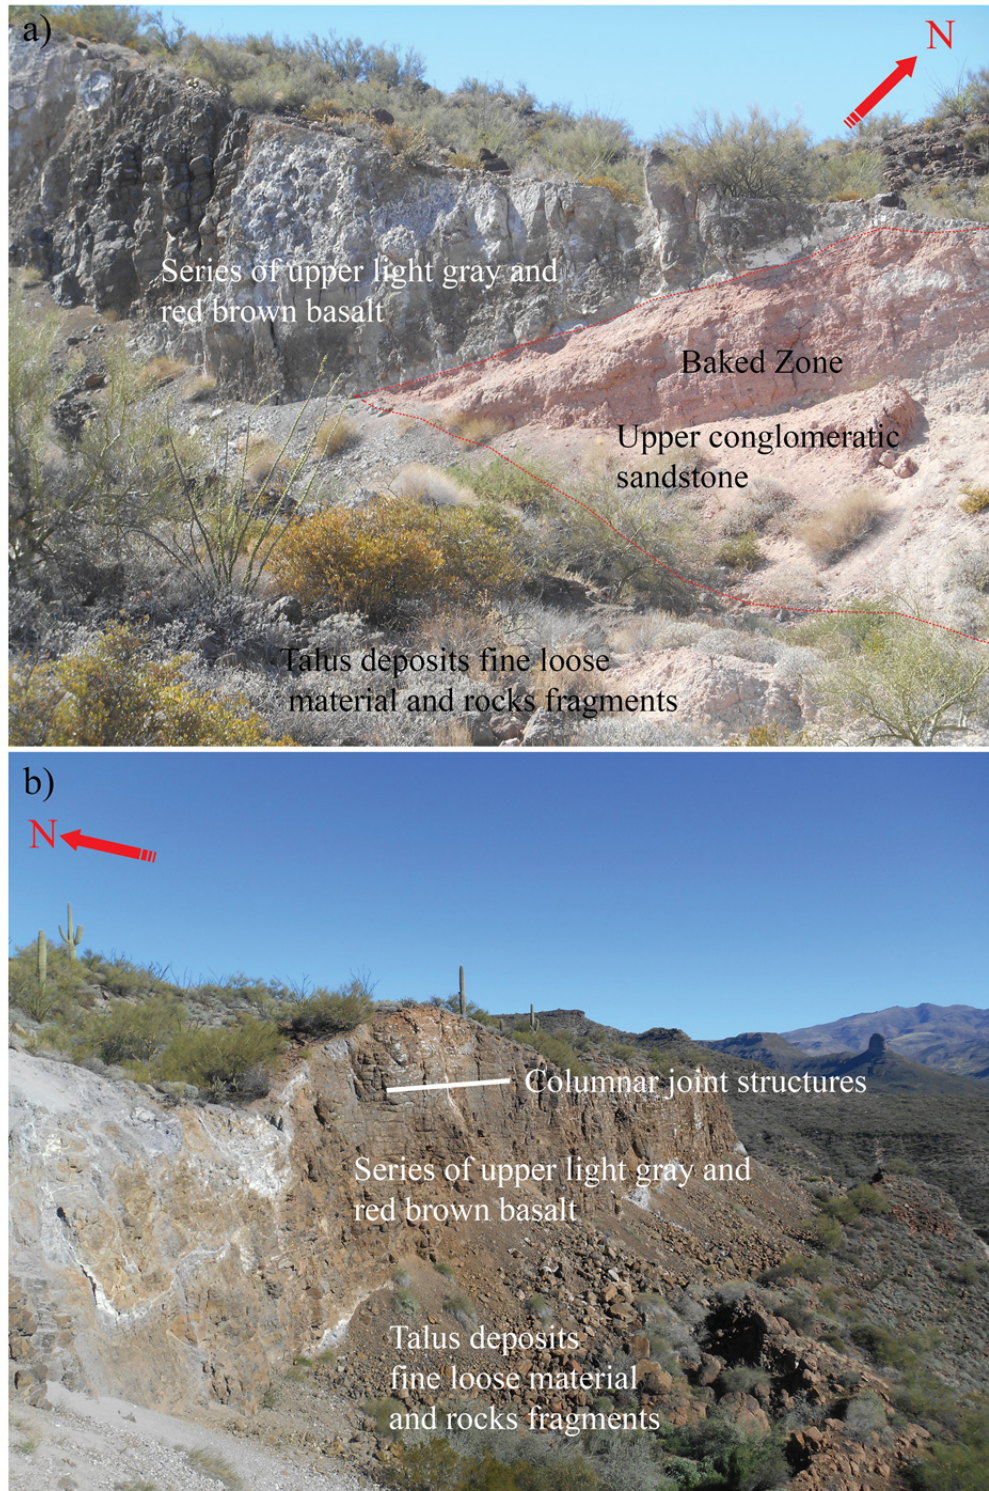 a)
N
Series of upper light gray and
red brown basalt
Baked Zone
Upper conglomeratic
sandstone
Talus deposits fine loose
material and rocks fragments
b)
N
Columnar joint structures
Series of upper light gray and
red brown basalt
Talus deposits
fine loose material
and rocks fragments